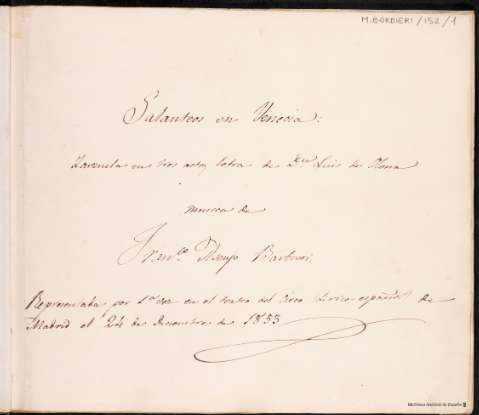 M.BARBIERI/152/1
Galanteos en Venecia:
Zarzuela en tres actos, letra de Dn Luis de Olona
musica de
Franco. Asenjo Barbieri.
Representada por 1a vez en el teatro del Circo (lirico español) de
Madrid el 24 de Diciembre de 1853
Biblioteca Nacional de España